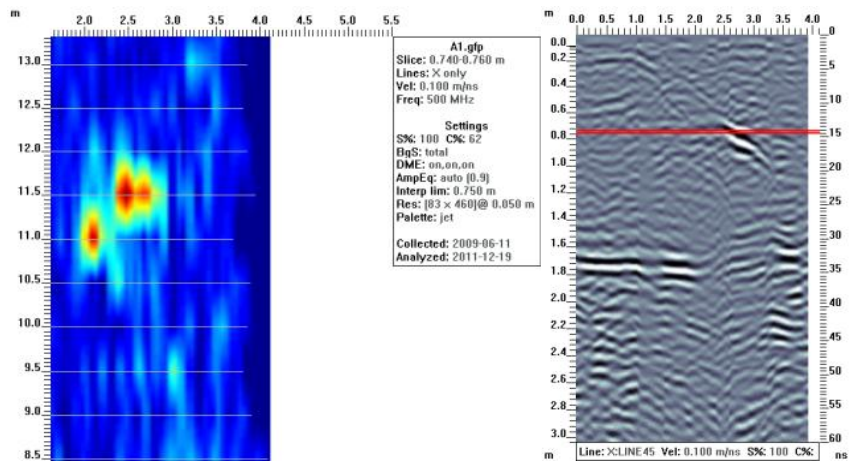 m
2.0 2.5 3.0 3.5 4.0 4.5 5.0 5.5
13.0
12.5
12.0
11.5
11.0
10.5
10.0
9.5
9.0
8.5
A1.gfp
Slice: 0.740-0.760 m
Lines: X only
Vel: 0.100 m/ns
Freq: 500 MHz
Settings
S%: 100 C%: 62
BgS: total
DME: on,on,on
AmpEq: auto (0.9)
Interp lim: 0.750 m
Res: [83 x 460]@ 0.050 m
Palette: jet
Collected: 2009-06-11
Analyzed: 2011-12-19
m
0.0 0.5 1.0 1.5 2.0 2.5 3.0 3.5 4.0
0.0
0.2
0.6
0.8
1.0
1.2
1.4
1.6
1.8
2.0
2.2
2.4
2.6
2.8
3.0
m
0
5
10
15
20
25
30
35
40
45
50
55
60
ns
Line: X:LINE45 Vel: 0.100 m/ns S%: 100 C%: